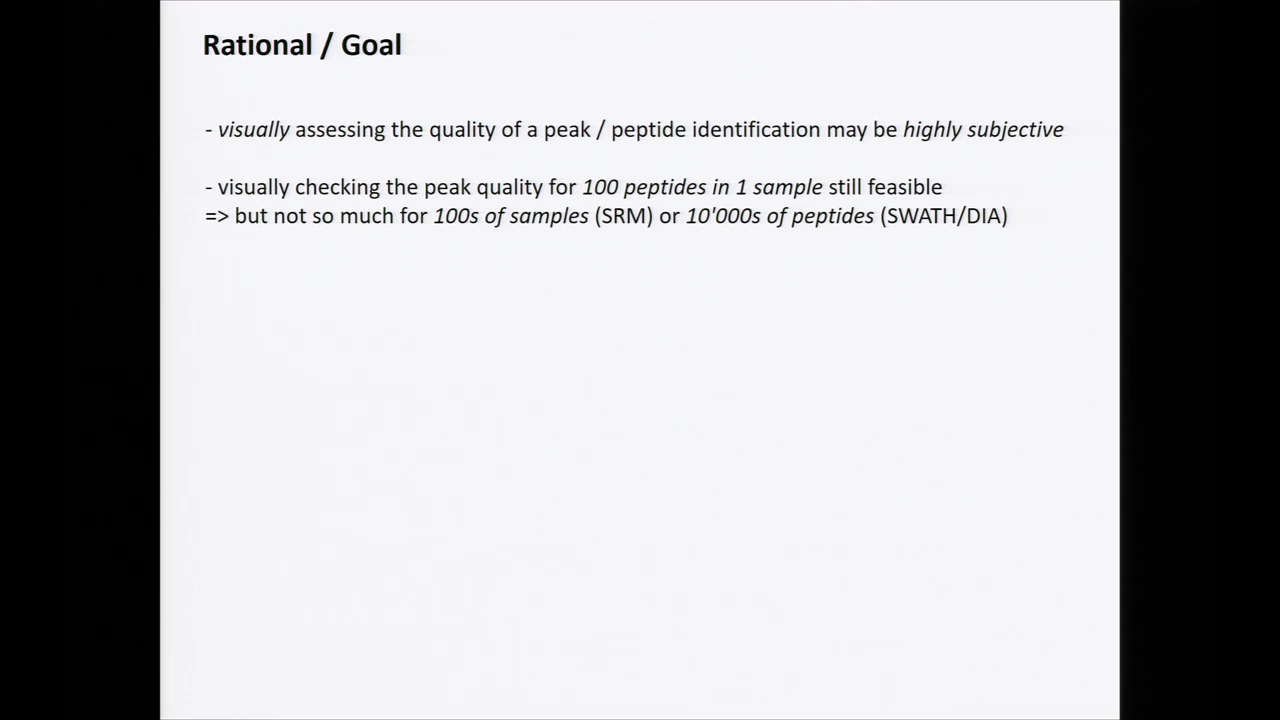 Rational / Goal
- visually assessing the quality of a peak / peptide identification may be highly subjective
- visually checking the peak quality for 100 peptides in 1 sample still feasible
=> but not so much for 100s of samples (SRM) or 10'000s of peptides (SWATH/DIA)